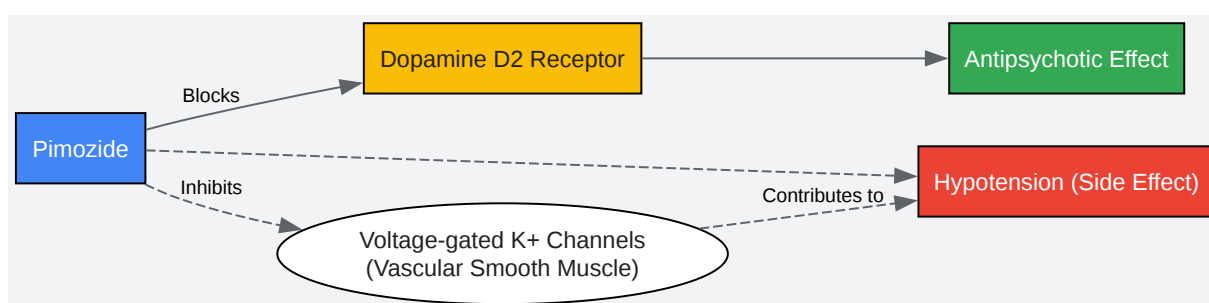 Dopamine D2 Receptor
Antipsychotic Effect
Blocks
Pimozide
Hypotension (Side Effect)
Inhibits
Contributes to
Voltage-gated K+ Channels
(Vascular Smooth Muscle)